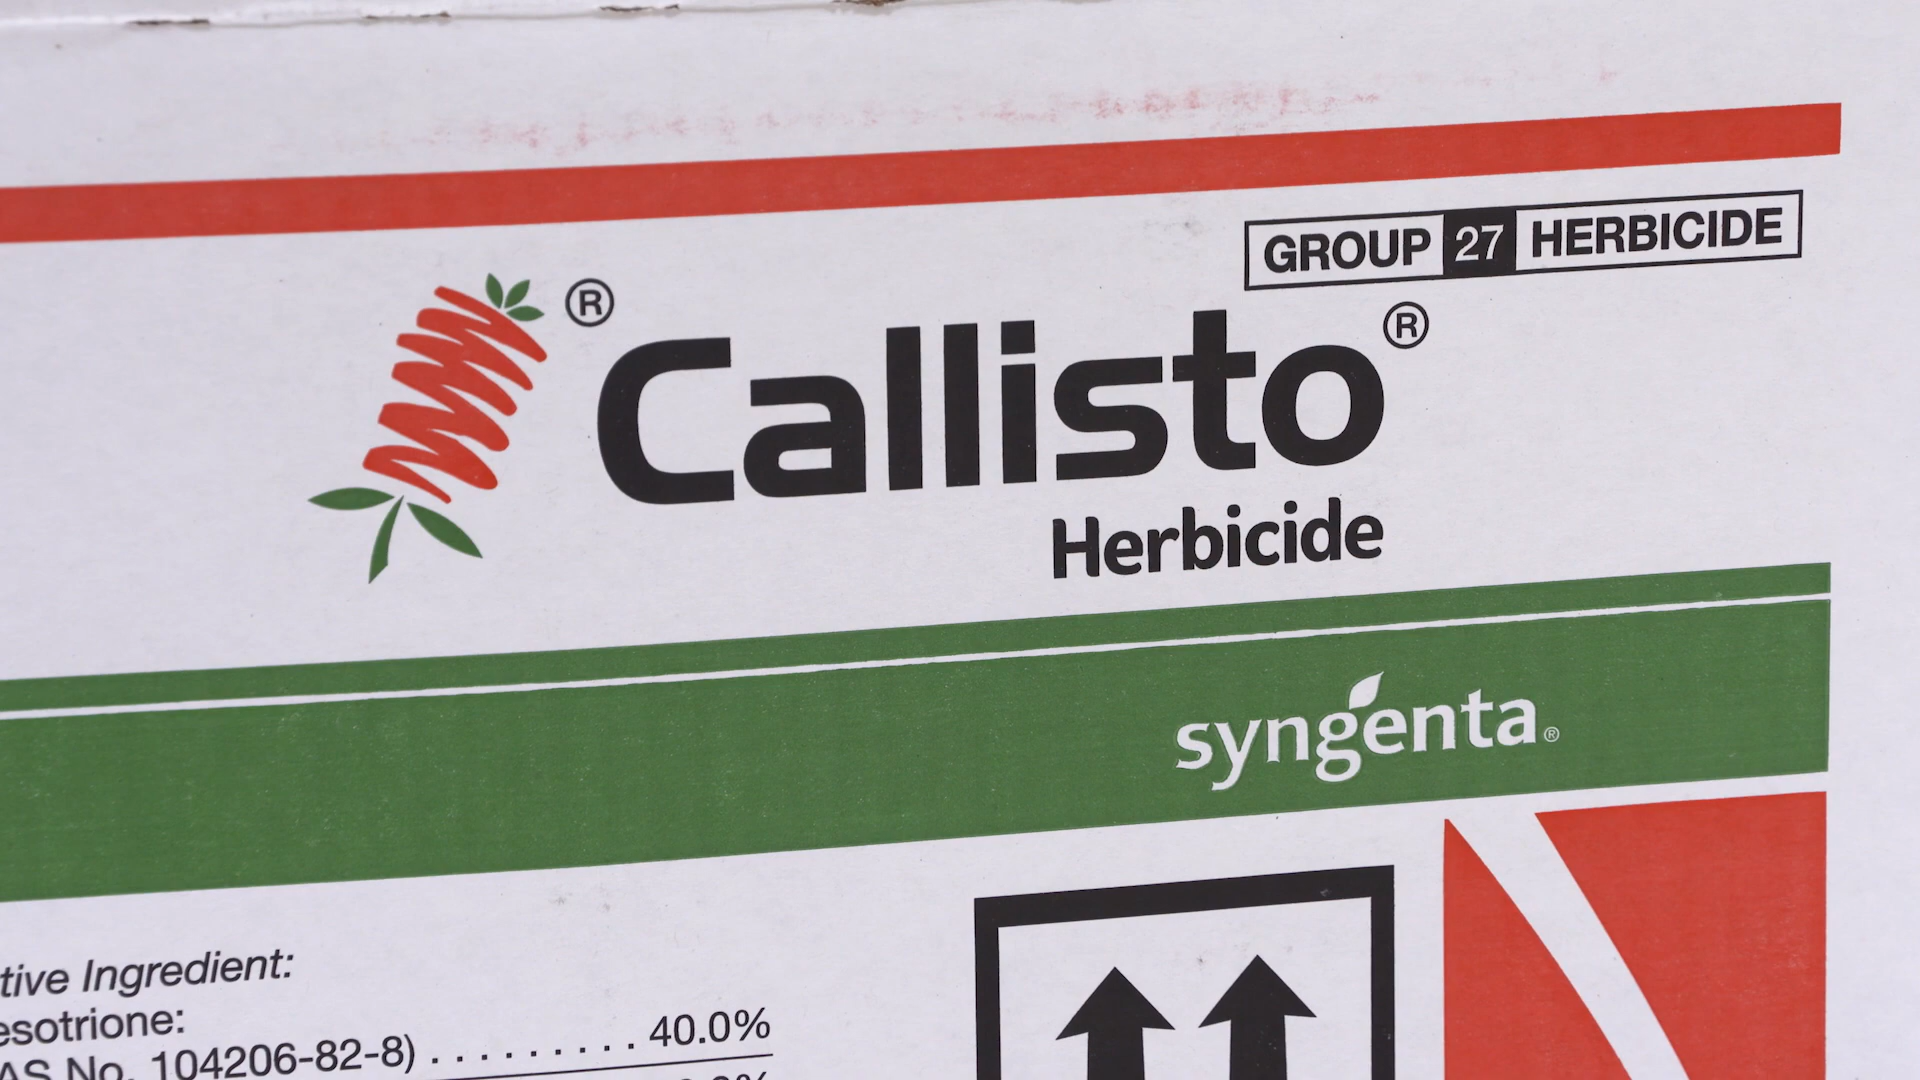 GROUP 27 HERBICIDE
® Callisto®
Herbicide
syngenta®
tive Ingredient:
esotrione:
AS No. 104206-82-8) . . . . . . . . . 40.0%